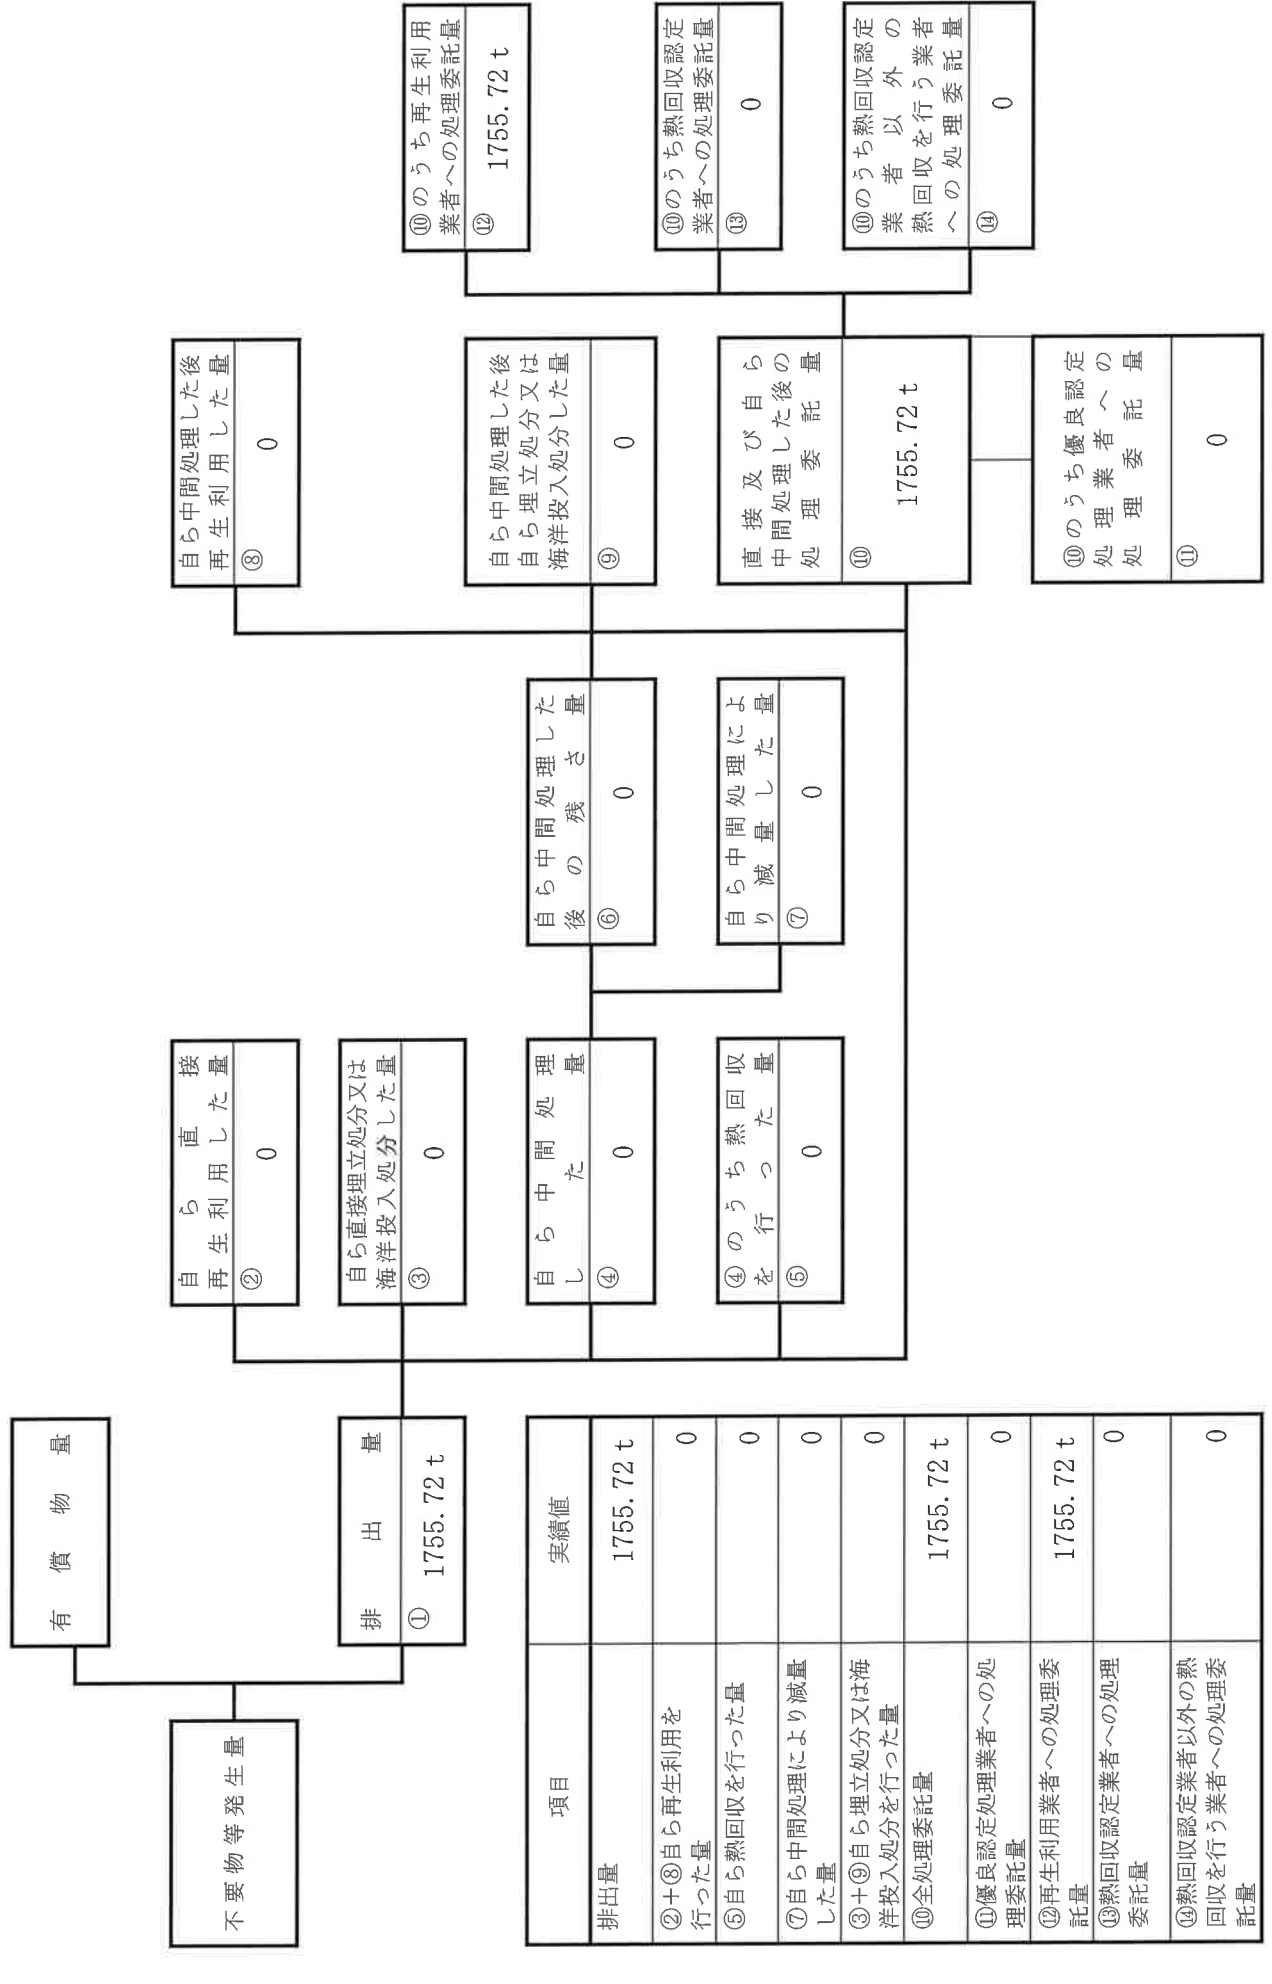 有償物量
不要物等発生量
排出量
① 1755.72 t
自ら直接
再生利用した量
②
0
自ら直接埋立処分又は
海洋投入処分した量
③
0
自ら中間処理
した量
④
0
④のうち熱回収
を行った量
⑤
0
自ら中間処理した
後の残さ量
⑥
0
自ら中間処理によ
り減量した量
⑦
0
自ら中間処理した後
再生利用した量
⑧
0
自ら中間処理した後
自ら埋立処分又は
海洋投入処分した量
⑨
0
直接及び自ら
中間処理した後の
処理委託量
⑩
1755.72 t
⑩のうち優良認定
処理業者への
処理委託量
⑪
0
⑩のうち再生利用
業者への処理委託量
⑫
1755.72 t
⑩のうち熱回収認定
業者への処理委託量
⑬
0
⑩のうち熱回収認定
業者以外の
熱回収を行う業者
への処理委託量
⑭
0
項目 実績値
排出量 1755.72 t
②+⑧自ら再生利用を
行った量
0
⑤自ら熱回収を行った量 0
⑦自ら中間処理により減量
した量
0
③+⑨自ら埋立処分又は海
洋投入処分を行った量
0
⑩全処理委託量 1755.72 t
⑪優良認定処理業者への処
理委託量
0
⑫再生利用業者への処理委
託量
1755.72 t
⑬熱回収認定業者への処理
委託量
0
⑭熱回収認定業者以外の熱
回収を行う業者への処理委
託量
0